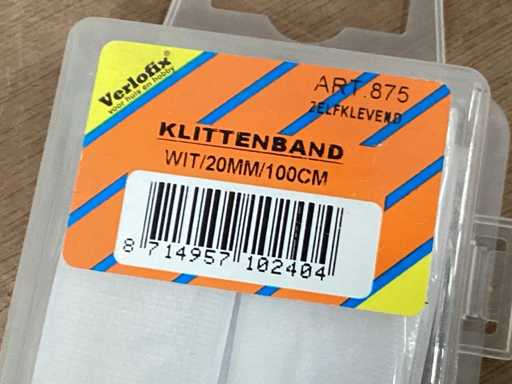 Verlofix
voor huis en hobby
ART.875
ZELFKLEVEND
KLITTENBAND
WIT/20MM/100CM
8 714957 102404